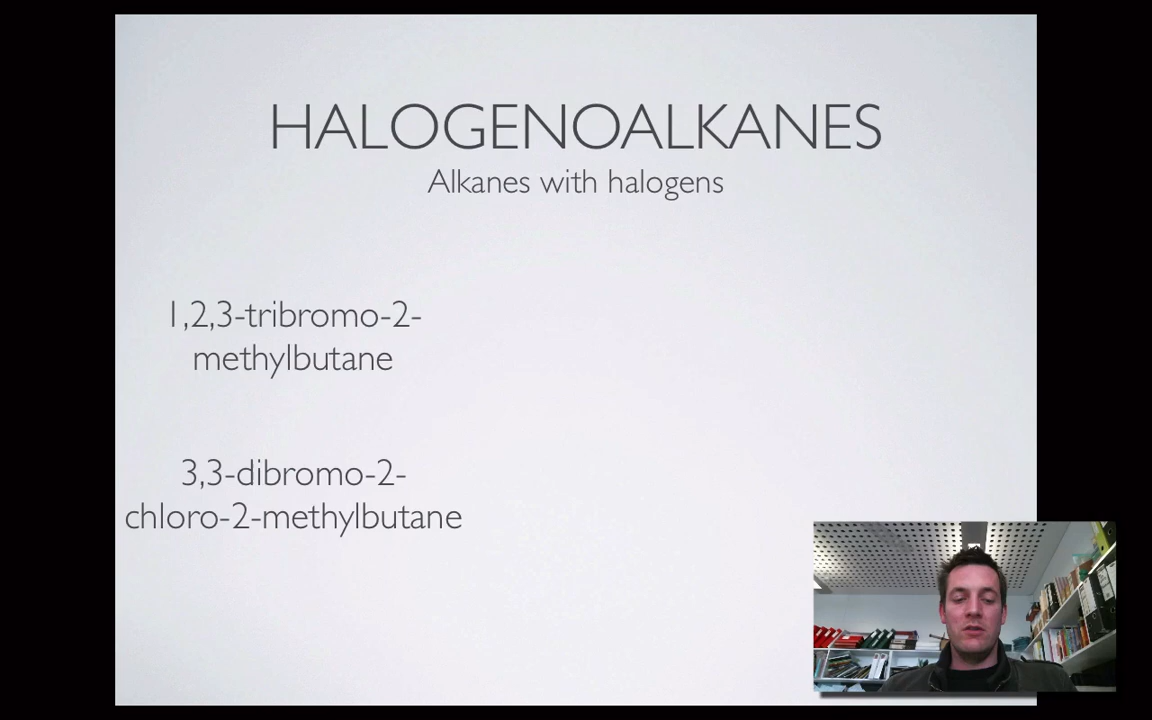 HALOGENOALKANES
Alkanes with halogens
1,2,3-tribromo-2-
methylbutane
3,3-dibromo-2-
chloro-2-methylbutane